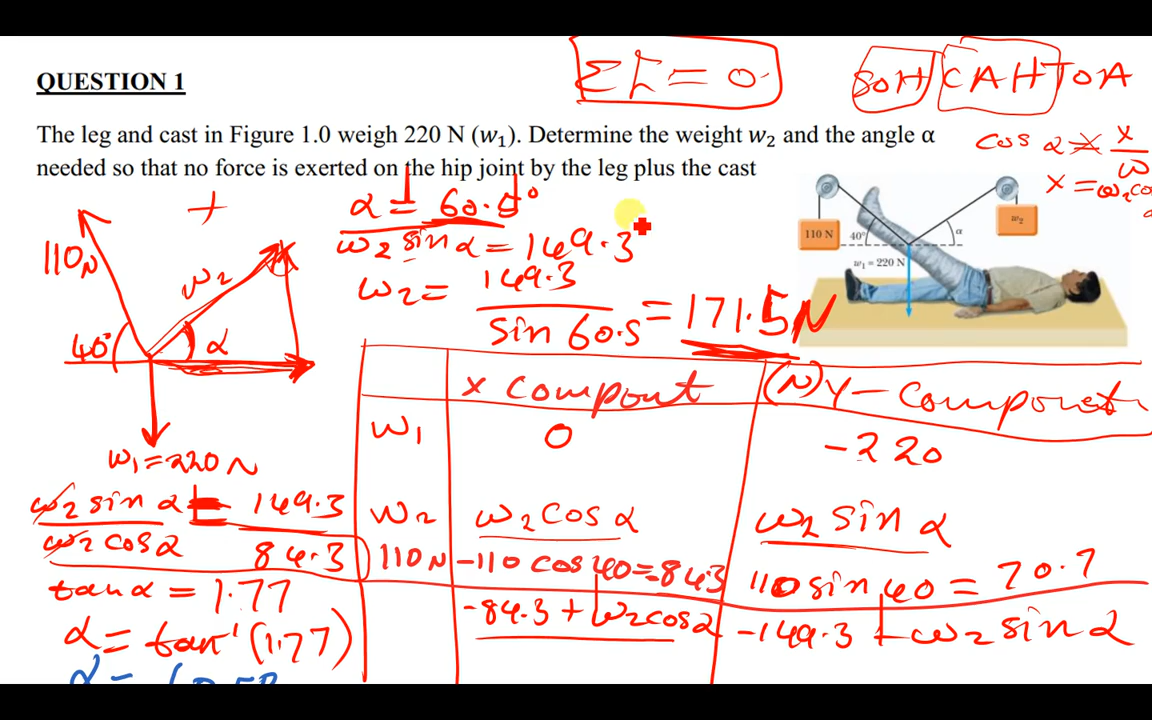 ΣF = 0.
SOH CAH TOA
QUESTION 1
The leg and cast in Figure 1.0 weigh 220 N (w₁). Determine the weight w₂ and the angle α
needed so that no force is exerted on the hip joint by the leg plus the cast
cos α = x/w
x = w₂ cos α
+
110 N
w₂
40°
α
w₁ = 220 N
α = 60.5°
w₂ sin α = 149.3
w₂ = 149.3 / sin 60.5 = 171.5 N
110 N
40°
α
w₂
w₁ = 220 N
x compont (N) Y - Component
w₁ 0 -220
w₂ w₂ cos α w₂ sin α
110 N -110 cos 40 = -84.3 110 sin 40 = 70.7
-84.3 + w₂ cos α -149.3 + w₂ sin α
w₂ sin α = 149.3
w₂ cos α 84.3
tan α = 1.77
α = tan⁻¹ (1.77)